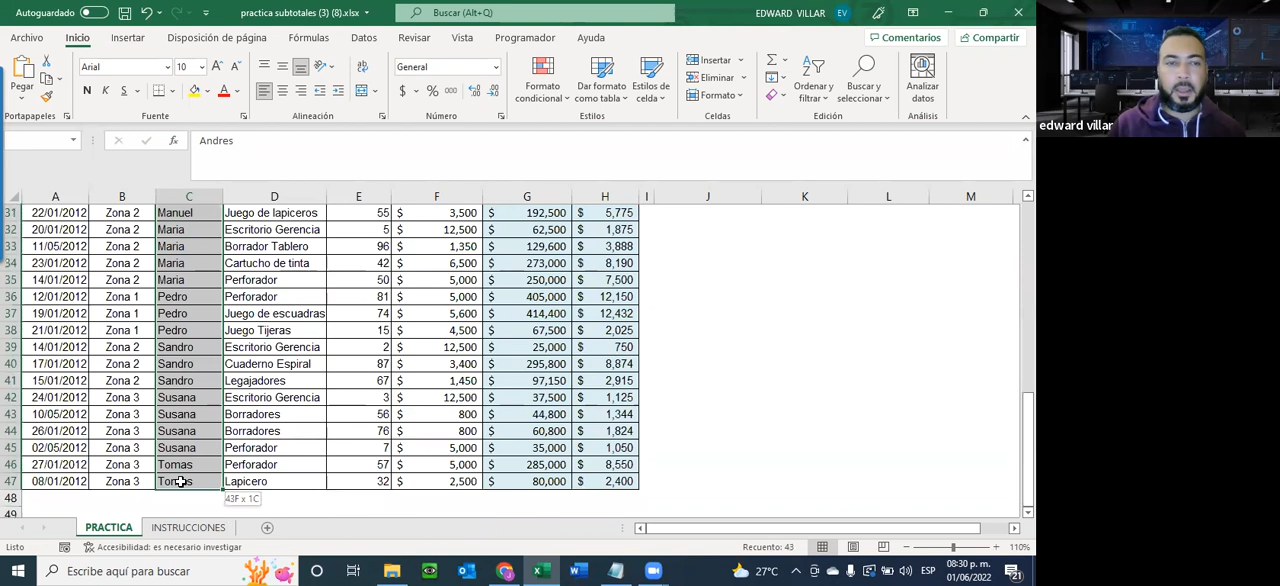 Autoguardado practica subtotales (3) (8).xlsx Buscar (Alt+Q) EDWARD VILLAR EV
Archivo Inicio Insertar Disposición de página Fórmulas Datos Revisar Vista Programador Ayuda Comentarios Compartir
Arial 10 General Insertar
Eliminar
Formato
N K S
Pegar Formato condicional Dar formato como tabla Estilos de celda Ordenar y filtrar Buscar y seleccionar Analizar datos
Portapapeles Fuente Alineación Número Estilos Celdas Edición Análisis
edward villar
fx Andres
A B C D E F G H I J K L M
31 22/01/2012 Zona 2 Manuel Juego de lapiceros 55 $ 3,500 $ 192,500 $ 5,775
32 20/01/2012 Zona 2 Maria Escritorio Gerencia 5 $ 12,500 $ 62,500 $ 1,875
33 11/05/2012 Zona 2 Maria Borrador Tablero 96 $ 1,350 $ 129,600 $ 3,888
34 23/01/2012 Zona 2 Maria Cartucho de tinta 42 $ 6,500 $ 273,000 $ 8,190
35 14/01/2012 Zona 2 Maria Perforador 50 $ 5,000 $ 250,000 $ 7,500
36 12/01/2012 Zona 1 Pedro Perforador 81 $ 5,000 $ 405,000 $ 12,150
37 19/01/2012 Zona 1 Pedro Juego de escuadras 74 $ 5,600 $ 414,400 $ 12,432
38 21/01/2012 Zona 1 Pedro Juego Tijeras 15 $ 4,500 $ 67,500 $ 2,025
39 14/01/2012 Zona 2 Sandro Escritorio Gerencia 2 $ 12,500 $ 25,000 $ 750
40 17/01/2012 Zona 2 Sandro Cuaderno Espiral 87 $ 3,400 $ 295,800 $ 8,874
41 15/01/2012 Zona 2 Sandro Legajadores 67 $ 1,450 $ 97,150 $ 2,915
42 24/01/2012 Zona 3 Susana Escritorio Gerencia 3 $ 12,500 $ 37,500 $ 1,125
43 10/05/2012 Zona 3 Susana Borradores 56 $ 800 $ 44,800 $ 1,344
44 26/01/2012 Zona 3 Susana Borradores 76 $ 800 $ 60,800 $ 1,824
45 02/05/2012 Zona 3 Susana Perforador 7 $ 5,000 $ 35,000 $ 1,050
46 27/01/2012 Zona 3 Tomas Perforador 57 $ 5,000 $ 285,000 $ 8,550
47 08/01/2012 Zona 3 Tomas Lapicero 32 $ 2,500 $ 80,000 $ 2,400
48 43F x 1C
49
PRACTICA INSTRUCCIONES
Listo Accesibilidad: es necesario investigar Recuento: 43 110%
Escribe aquí para buscar 27°C ESP 08:30 p. m.
01/06/2022 21